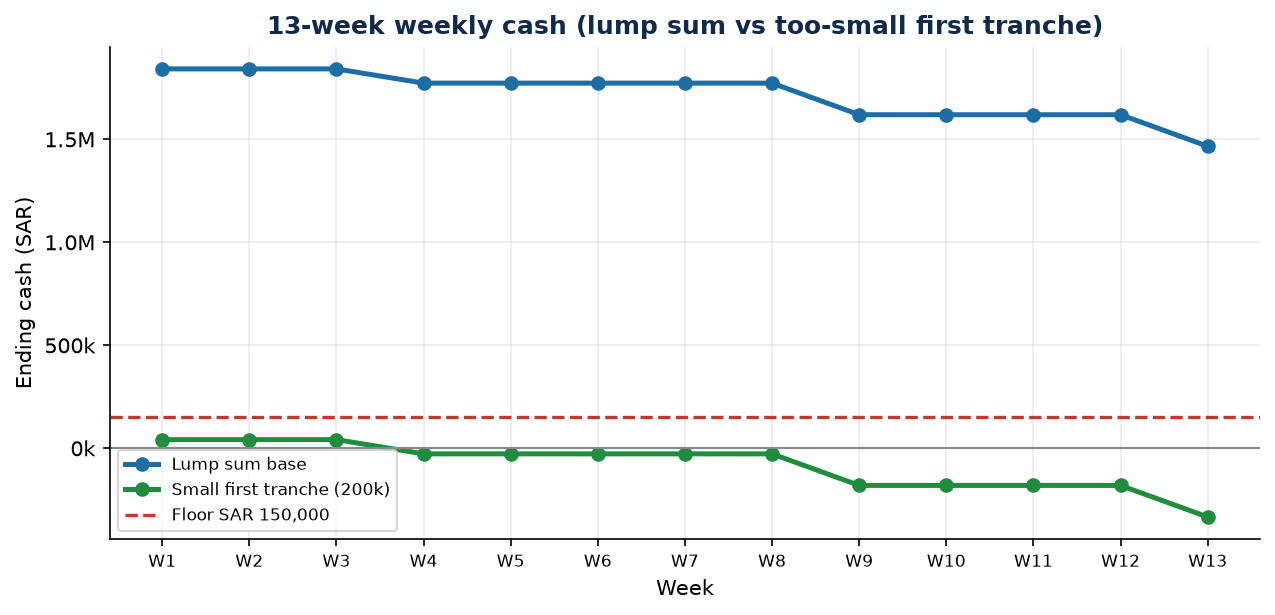 13-week weekly cash (lump sum vs too-small first tranche)
Ending cash (SAR)
1.5M
1.0M
500k
0k
Lump sum base
Small first tranche (200k)
Floor SAR 150,000
W1 W2 W3 W4 W5 W6 W7 W8 W9 W10 W11 W12 W13
Week